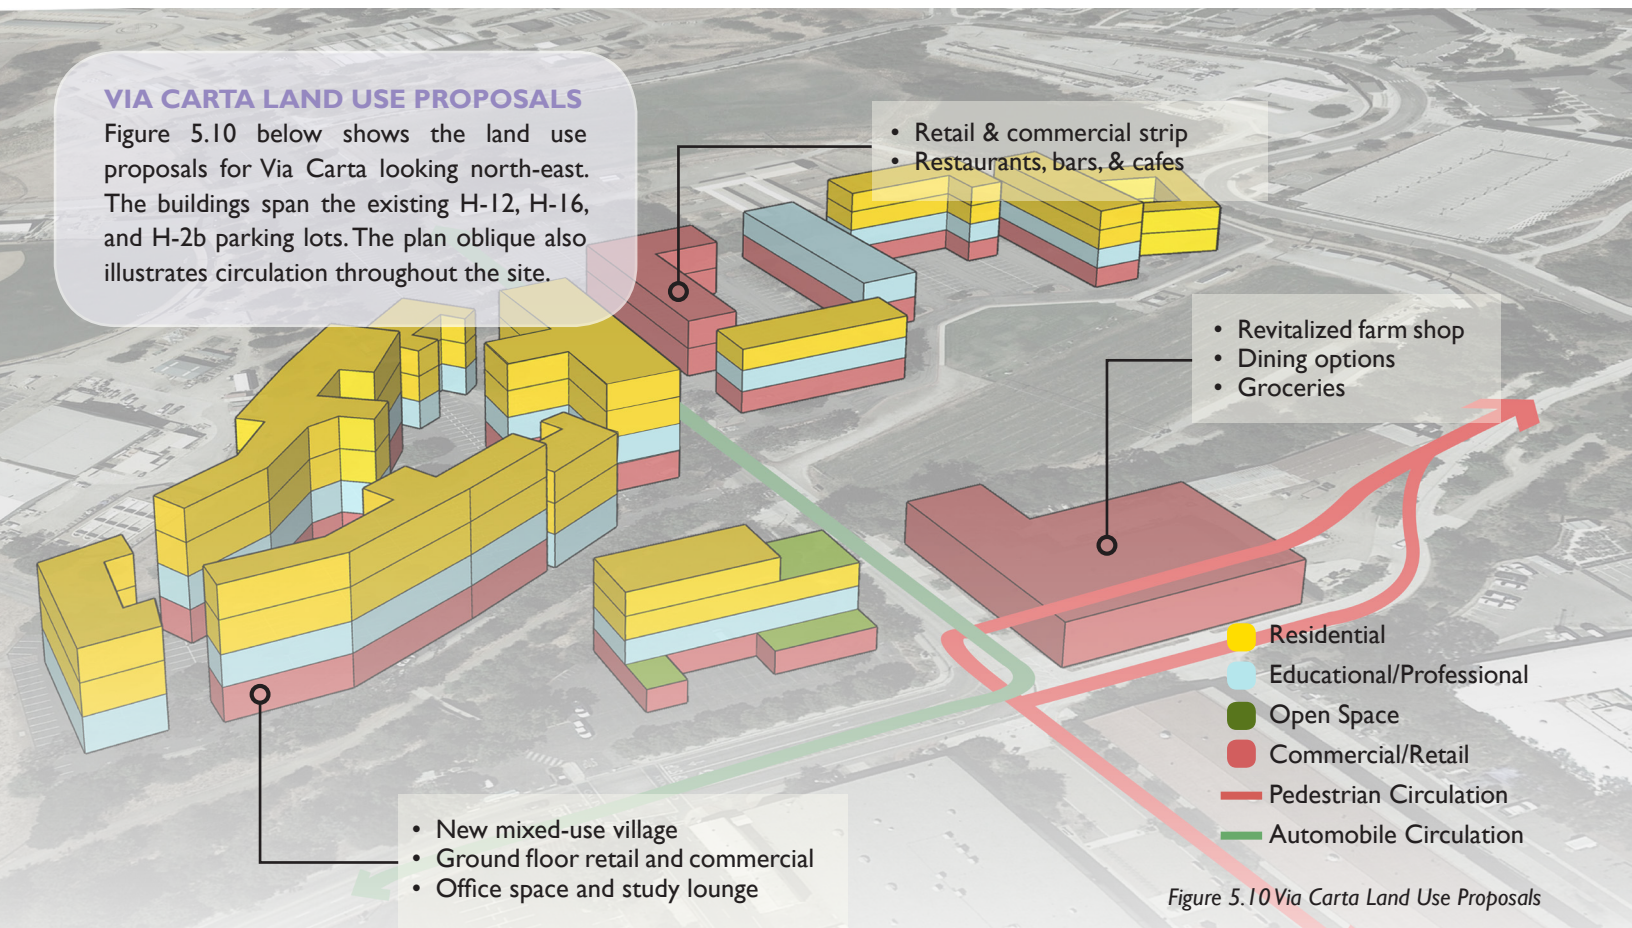 VIA CARTA LAND USE PROPOSALS
Figure 5.10 below shows the land use
proposals for Via Carta looking north-east.
The buildings span the existing H-12, H-16,
and H-2b parking lots. The plan oblique also
illustrates circulation throughout the site.
• Retail & commercial strip
• Restaurants, bars, & cafes
• Revitalized farm shop
• Dining options
• Groceries
Residential
Educational/Professional
Open Space
Commercial/Retail
Pedestrian Circulation
Automobile Circulation
• New mixed-use village
• Ground floor retail and commercial
• Office space and study lounge
Figure 5.10 Via Carta Land Use Proposals